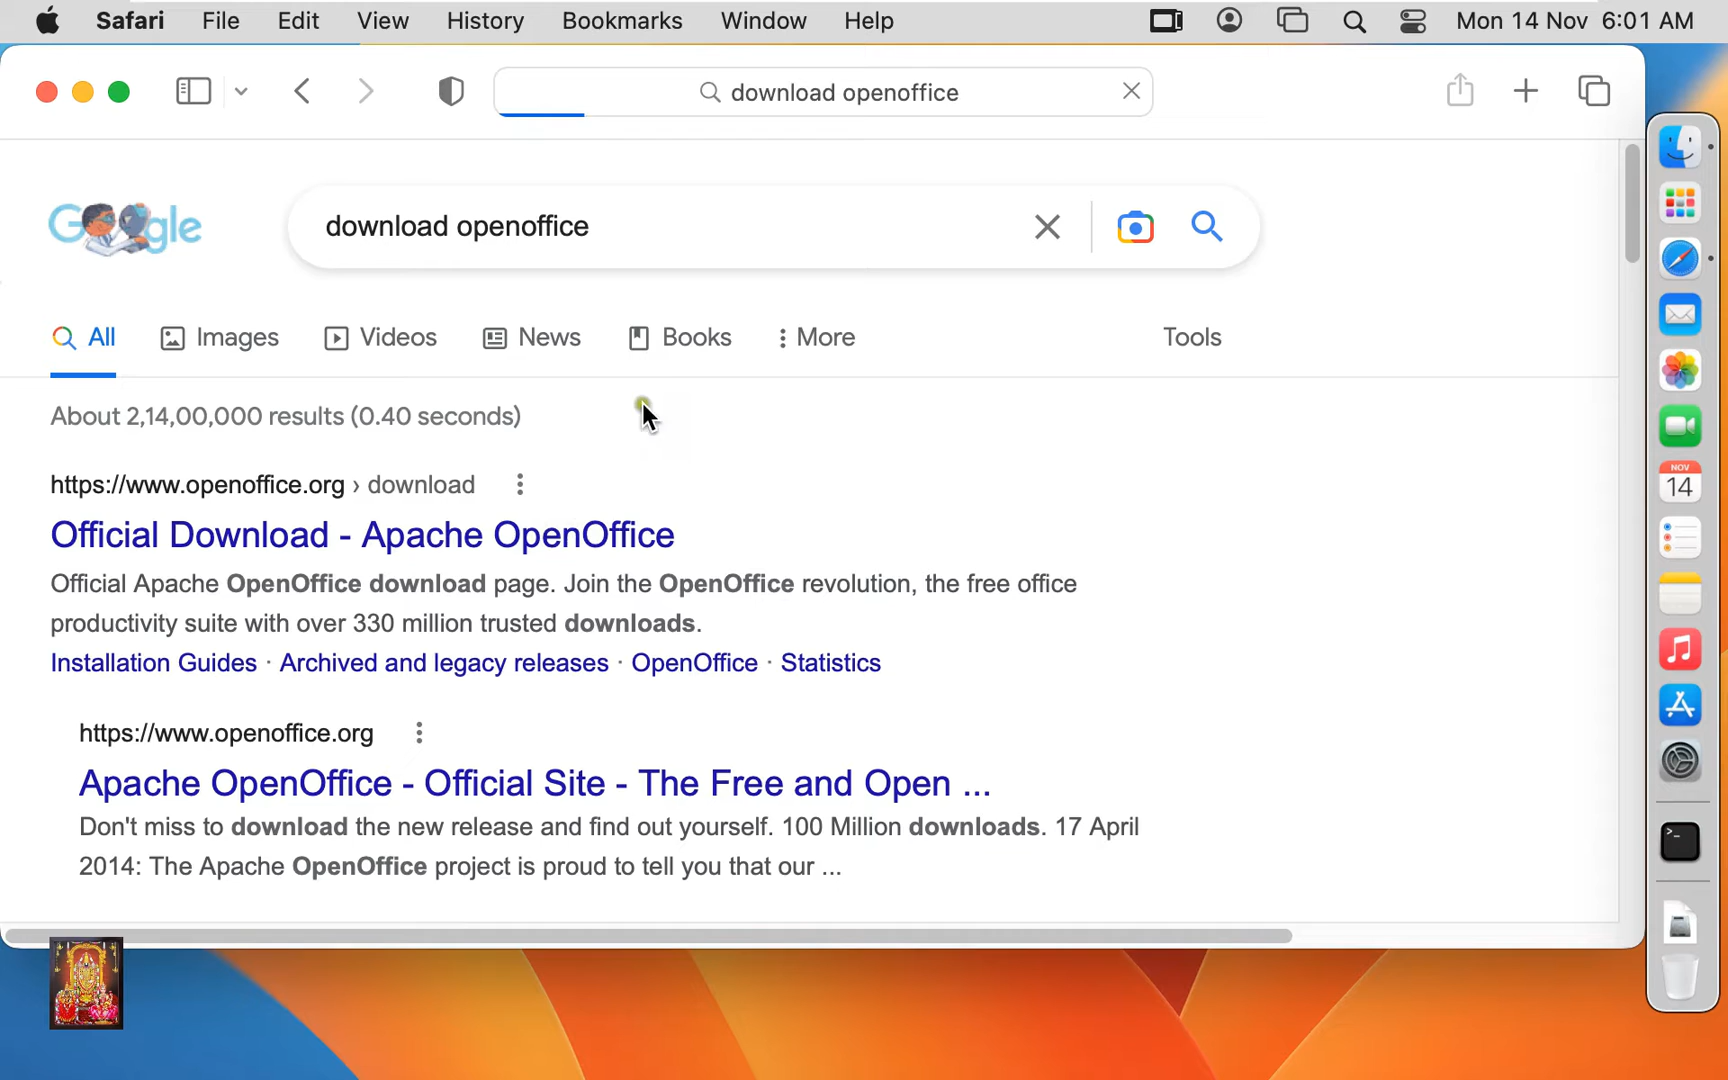 Safari File Edit View History Bookmarks Window Help Mon 14 Nov 6:01 AM
download openoffice
Google
download openoffice
All Images Videos News Books More Tools
About 2,14,00,000 results (0.40 seconds)
https://www.openoffice.org › download
Official Download - Apache OpenOffice
Official Apache OpenOffice download page. Join the OpenOffice revolution, the free office
productivity suite with over 330 million trusted downloads.
Installation Guides · Archived and legacy releases · OpenOffice · Statistics
https://www.openoffice.org
Apache OpenOffice - Official Site - The Free and Open ...
Don't miss to download the new release and find out yourself. 100 Million downloads. 17 April
2014: The Apache OpenOffice project is proud to tell you that our ...
NOV
14